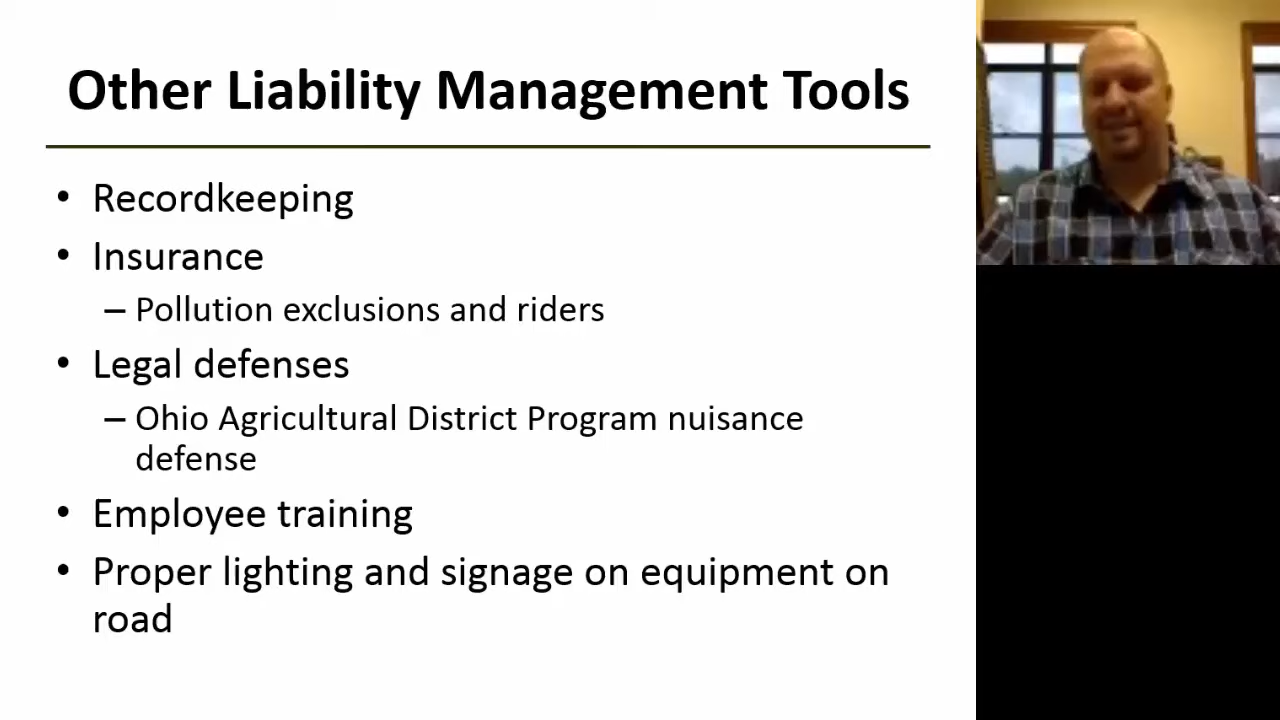 Other Liability Management Tools
• Recordkeeping
• Insurance
– Pollution exclusions and riders
• Legal defenses
– Ohio Agricultural District Program nuisance
defense
• Employee training
• Proper lighting and signage on equipment on
road